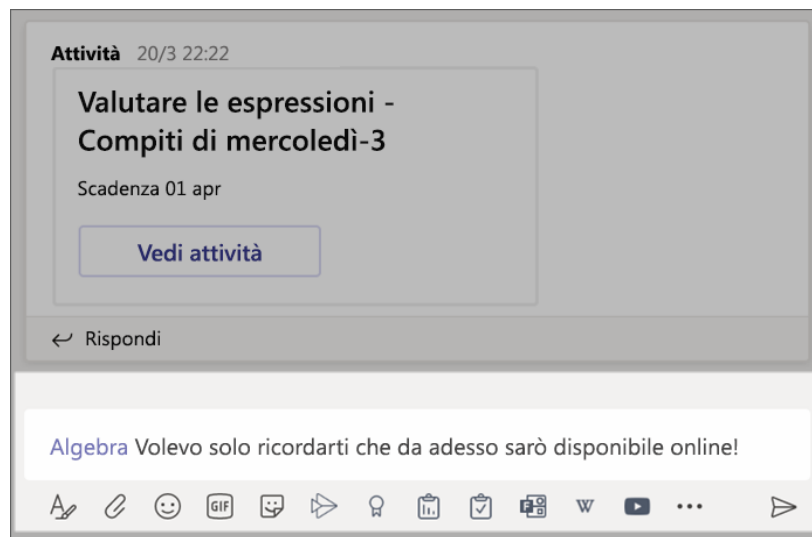 Attività 20/3 22:22
Valutare le espressioni -
Compiti di mercoledì-3
Scadenza 01 apr
Vedi attività
Rispondi
Algebra Volevo solo ricordarti che da adesso sarò disponibile online!
GIF
W